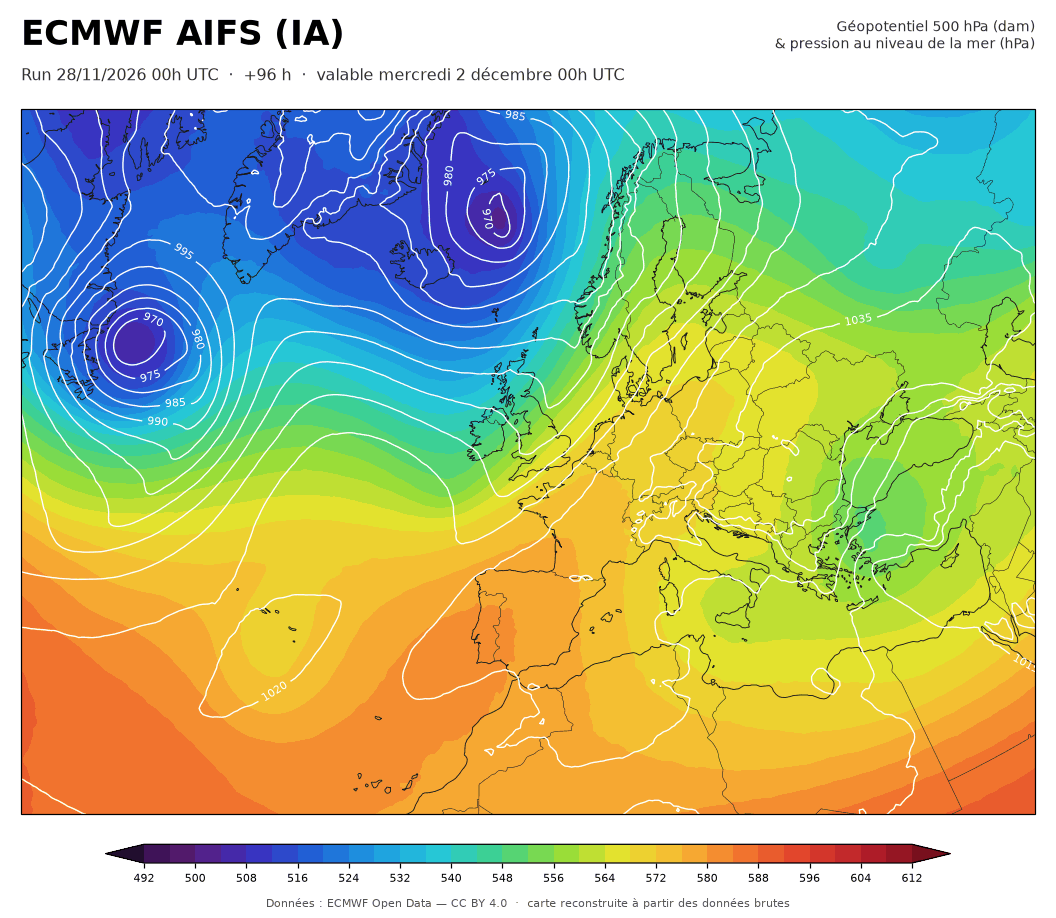 ECMWF AIFS (IA)
Géopotentiel 500 hPa (dam)
& pression au niveau de la mer (hPa)
Run 28/11/2026 00h UTC · +96 h · valable mercredi 2 décembre 00h UTC
985
980
975
970
995
970
980
975
985
990
1035
1020
492 500 508 516 524 532 540 548 556 564 572 580 588 596 604 612
Données : ECMWF Open Data — CC BY 4.0 · carte reconstruite à partir des données brutes